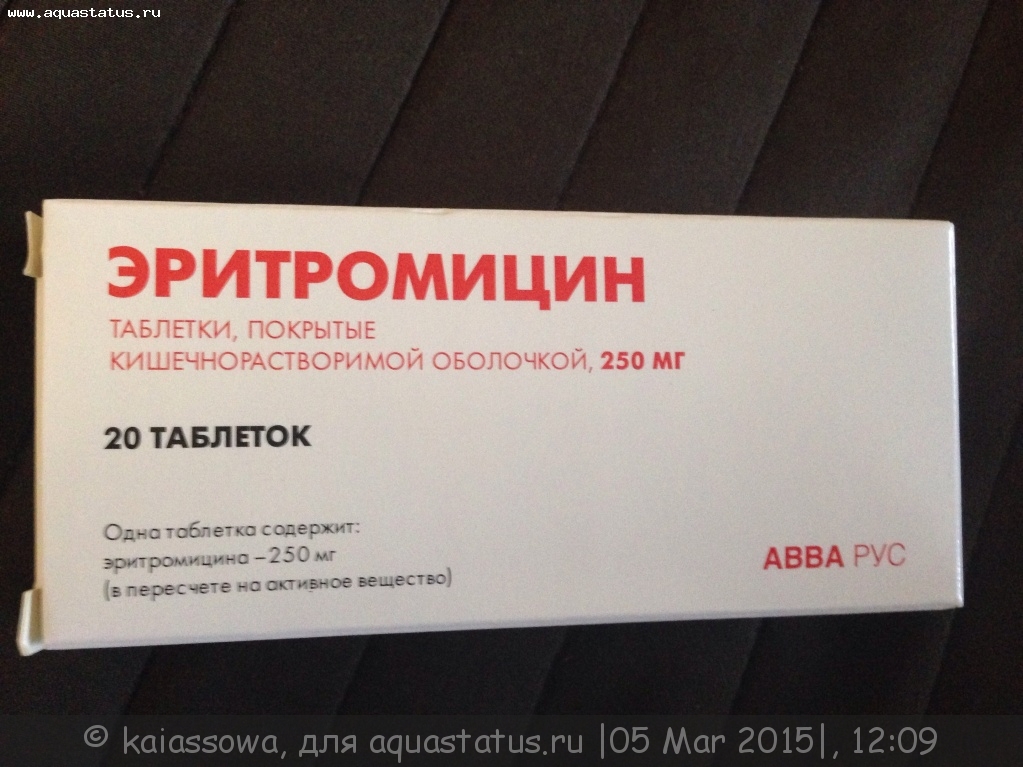 www.aquastatus.ru
ЭРИТРОМИЦИН
ТАБЛЕТКИ, ПОКРЫТЫЕ
КИШЕЧНОРАСТВОРИМОЙ ОБОЛОЧКОЙ, 250 МГ
20 ТАБЛЕТОК
Одна таблетка содержит:
эритромицина – 250 мг
(в пересчете на активное вещество)
АВВА РУС
© kaiassowa, для aquastatus.ru |05 Mar 2015|, 12:09